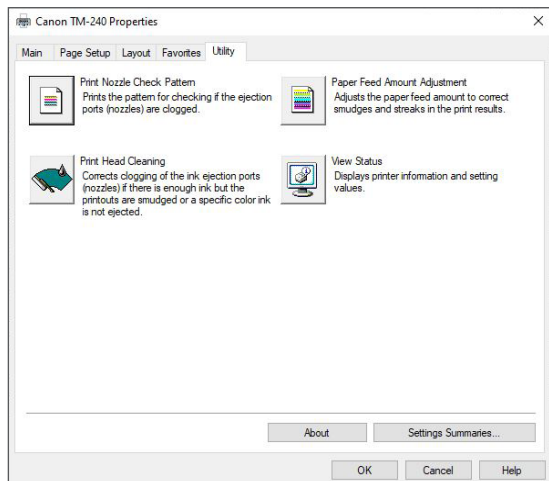 Canon TM-240 Properties
Main Page Setup Layout Favorites Utility
Print Nozzle Check Pattern
Prints the pattern for checking if the ejection
ports (nozzles) are clogged.
Paper Feed Amount Adjustment
Adjusts the paper feed amount to correct
smudges and streaks in the print results.
Print Head Cleaning
Corrects clogging of the ink ejection ports
(nozzles) if there is enough ink but the
printouts are smudged or a specific color ink
is not ejected.
View Status
Displays printer information and setting
values.
About Settings Summaries...
OK Cancel Help